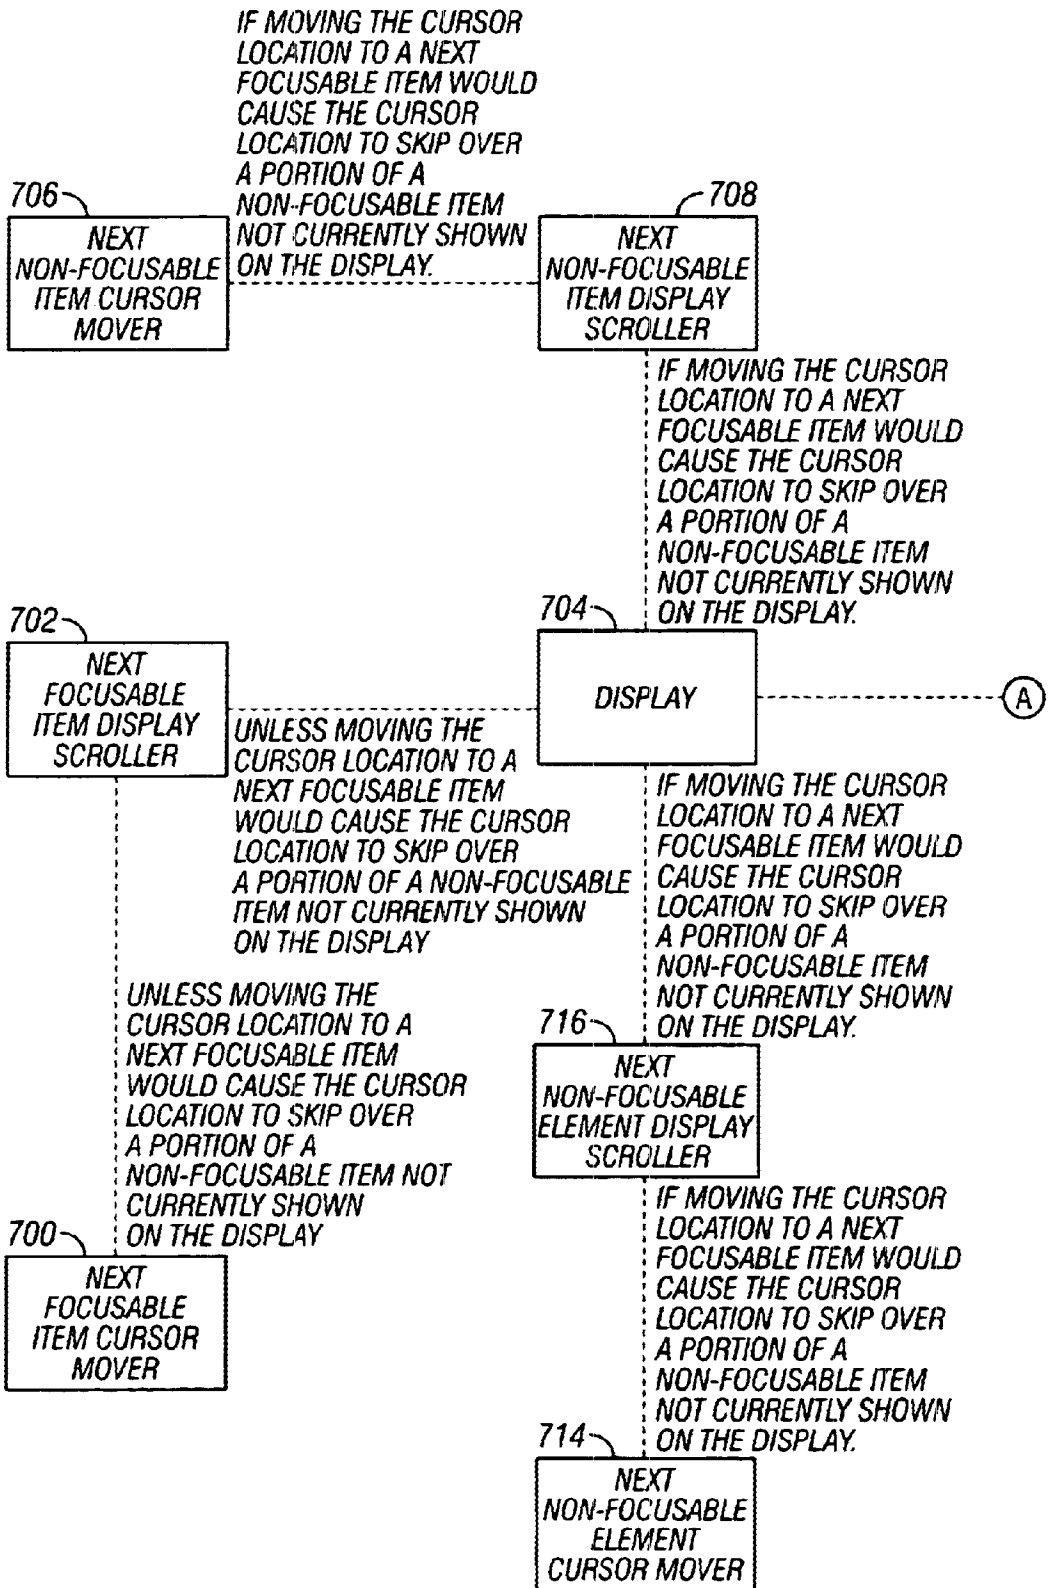 IF MOVING THE CURSOR
LOCATION TO A NEXT
FOCUSABLE ITEM WOULD
CAUSE THE CURSOR
LOCATION TO SKIP OVER
A PORTION OF A
NON-FOCUSABLE ITEM
NOT CURRENTLY SHOWN
ON THE DISPLAY.
706
NEXT
NON-FOCUSABLE
ITEM CURSOR
MOVER
708
NEXT
NON-FOCUSABLE
ITEM DISPLAY
SCROLLER
IF MOVING THE CURSOR
LOCATION TO A NEXT
FOCUSABLE ITEM WOULD
CAUSE THE CURSOR
LOCATION TO SKIP OVER
A PORTION OF A
NON-FOCUSABLE ITEM
NOT CURRENTLY SHOWN
ON THE DISPLAY.
702
NEXT
FOCUSABLE
ITEM DISPLAY
SCROLLER
704
DISPLAY
A
UNLESS MOVING THE
CURSOR LOCATION TO A
NEXT FOCUSABLE ITEM
WOULD CAUSE THE CURSOR
LOCATION TO SKIP OVER
A PORTION OF A NON-FOCUSABLE
ITEM NOT CURRENTLY SHOWN
ON THE DISPLAY
IF MOVING THE CURSOR
LOCATION TO A NEXT
FOCUSABLE ITEM WOULD
CAUSE THE CURSOR
LOCATION TO SKIP OVER
A PORTION OF A
NON-FOCUSABLE ITEM
NOT CURRENTLY SHOWN
ON THE DISPLAY.
UNLESS MOVING THE
CURSOR LOCATION TO A
NEXT FOCUSABLE ITEM
WOULD CAUSE THE CURSOR
LOCATION TO SKIP OVER
A PORTION OF A
NON-FOCUSABLE ITEM NOT
CURRENTLY SHOWN
ON THE DISPLAY
716
NEXT
NON-FOCUSABLE
ELEMENT DISPLAY
SCROLLER
700
NEXT
FOCUSABLE
ITEM CURSOR
MOVER
IF MOVING THE CURSOR
LOCATION TO A NEXT
FOCUSABLE ITEM WOULD
CAUSE THE CURSOR
LOCATION TO SKIP OVER
A PORTION OF A
NON-FOCUSABLE ITEM
NOT CURRENTLY SHOWN
ON THE DISPLAY.
714
NEXT
NON-FOCUSABLE
ELEMENT
CURSOR MOVER